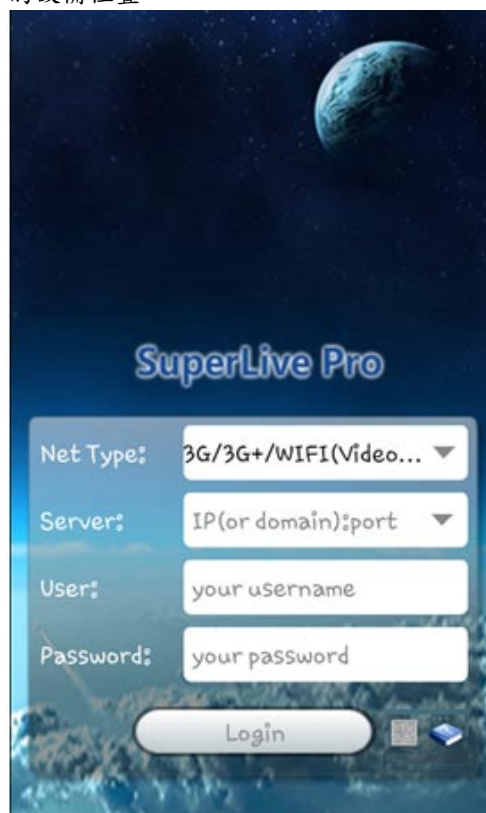 SuperLive Pro
Net Type: 3G/3G+/WIFI(Video...
Server: IP(or domain):port
User: your username
Password: your password
Login